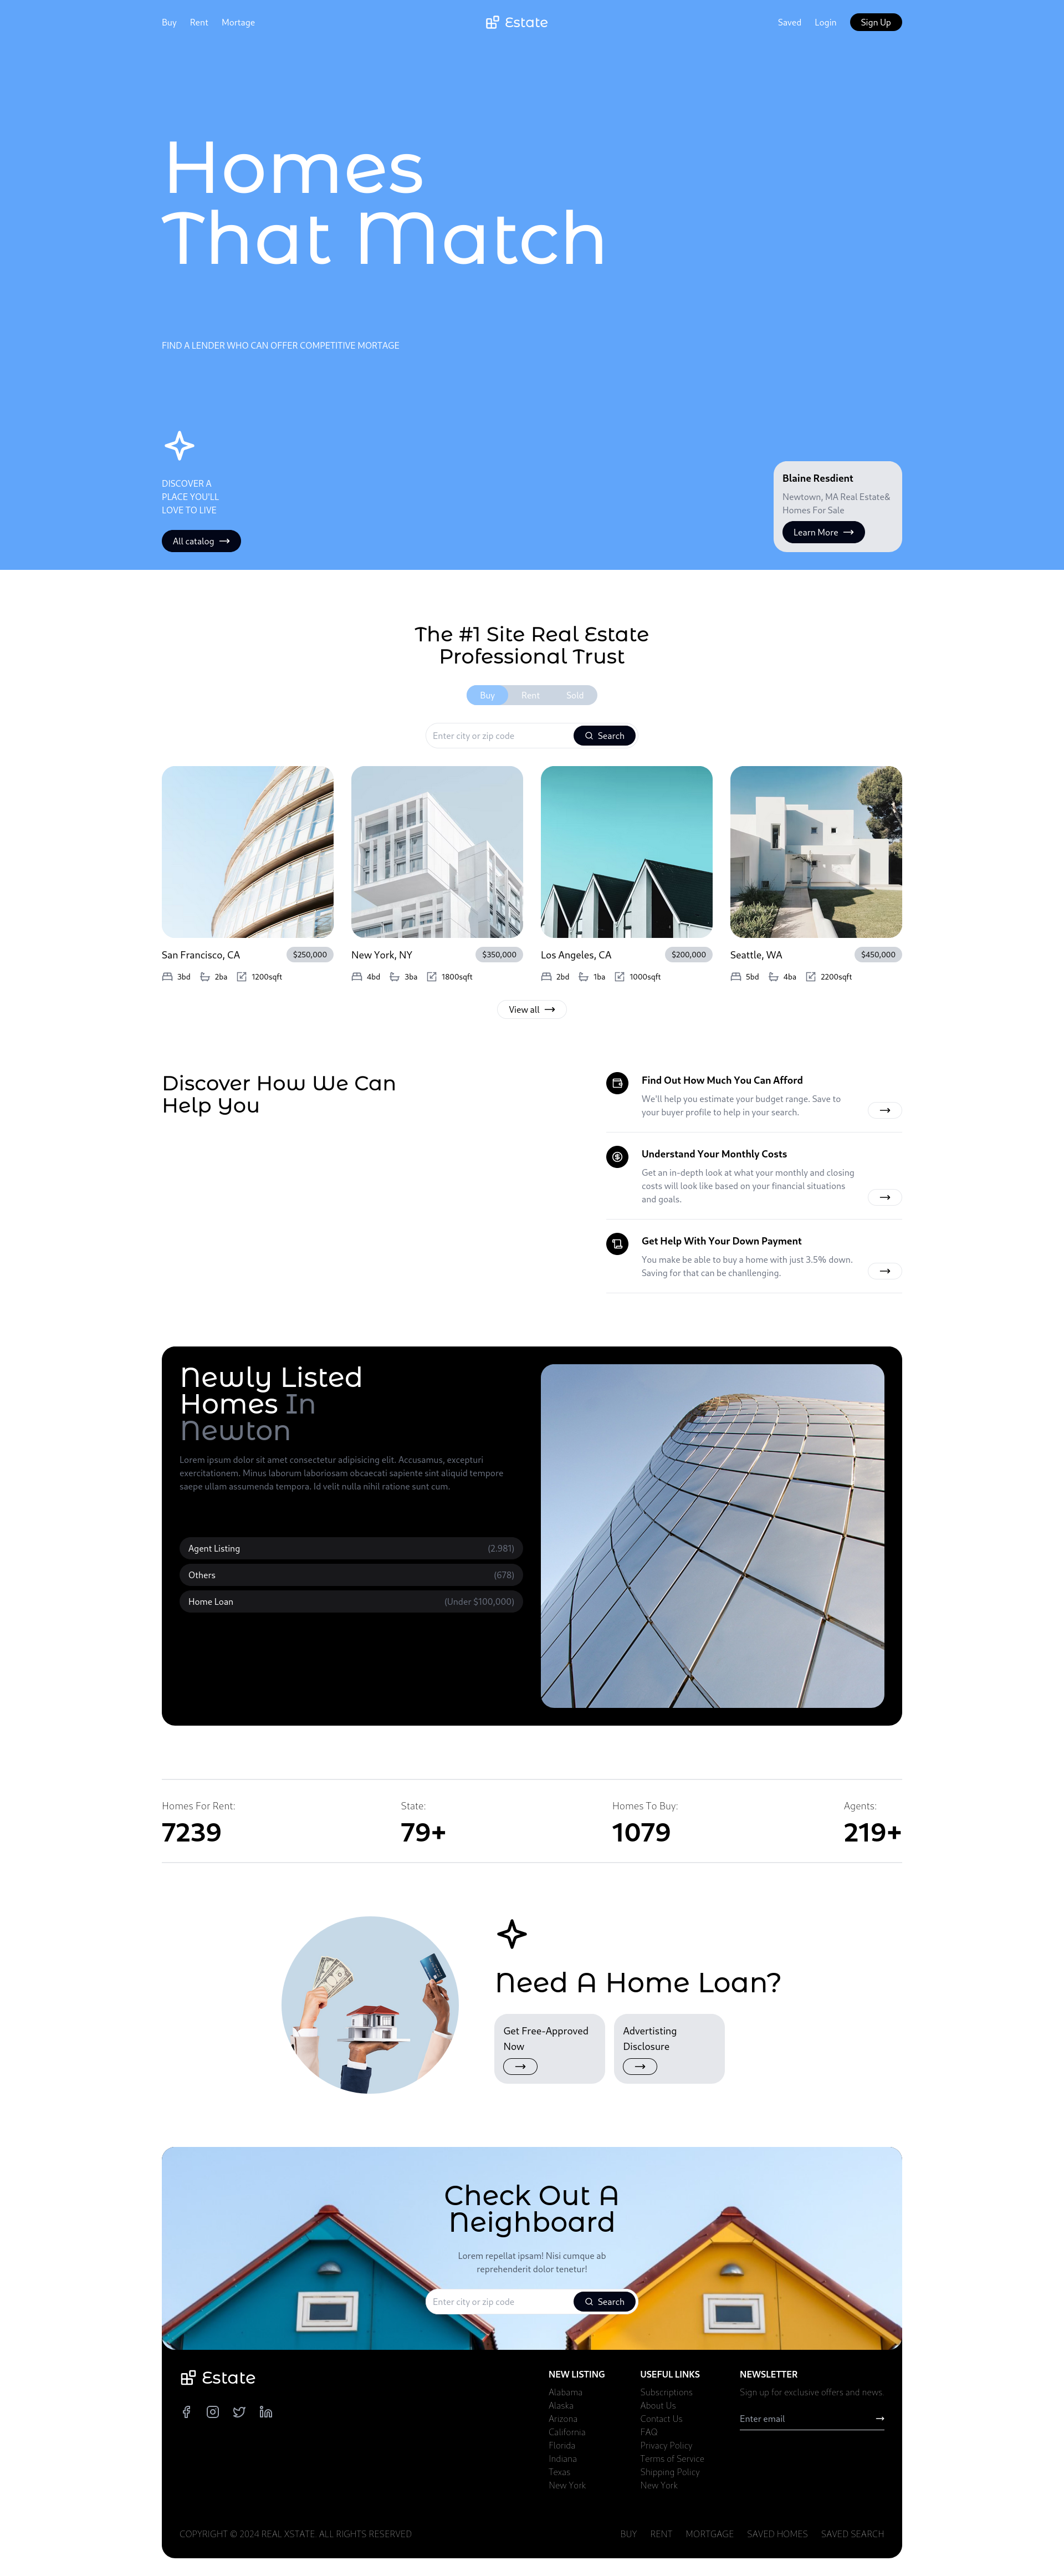 Buy Rent Mortage Estate Saved Login Sign Up
Homes
That Match
FIND A LENDER WHO CAN OFFER COMPETITIVE MORTAGE
DISCOVER A
PLACE YOU'LL
LOVE TO LIVE
All catalog
Blaine Resdient
Newtown, MA Real Estate&
Homes For Sale
Learn More
The #1 Site Real Estate
Professional Trust
Buy Rent Sold
Enter city or zip code Search
San Francisco, CA $250,000
3bd 2ba 1200sqft
New York, NY $350,000
4bd 3ba 1800sqft
Los Angeles, CA $200,000
2bd 1ba 1000sqft
Seattle, WA $450,000
5bd 4ba 2200sqft
View all
Discover How We Can
Help You
Find Out How Much You Can Afford
We'll help you estimate your budget range. Save to
your buyer profile to help in your search.
Understand Your Monthly Costs
Get an in-depth look at what your monthly and closing
costs will look like based on your financial situations
and goals.
Get Help With Your Down Payment
You make be able to buy a home with just 3.5% down.
Saving for that can be chanllenging.
Newly Listed
Homes In
Newton
Lorem ipsum dolor sit amet consectetur adipisicing elit. Accusamus, excepturi
exercitationem. Minus laborum laboriosam obcaecati sapiente sint aliquid tempore
saepe ullam assumenda tempora. Id velit nulla nihil ratione sunt cum.
Agent Listing (2.981)
Others (678)
Home Loan (Under $100,000)
Homes For Rent:
7239
State:
79+
Homes To Buy:
1079
Agents:
219+
Need A Home Loan?
Get Free-Approved
Now
Advertisting
Disclosure
Check Out A
Neighboard
Lorem repellat ipsam! Nisi cumque ab
reprehenderit dolor tenetur!
Enter city or zip code Search
Estate
NEW LISTING
Alabama
Alaska
Arizona
California
Florida
Indiana
Texas
New York
USEFUL LINKS
Subscriptions
About Us
Contact Us
FAQ
Privacy Policy
Terms of Service
Shipping Policy
New York
NEWSLETTER
Sign up for exclusive offers and news
Enter email
COPYRIGHT © 2024 REAL XSTATE. ALL RIGHTS RESERVED
BUY RENT MORTGAGE SAVED HOMES SAVED SEARCH